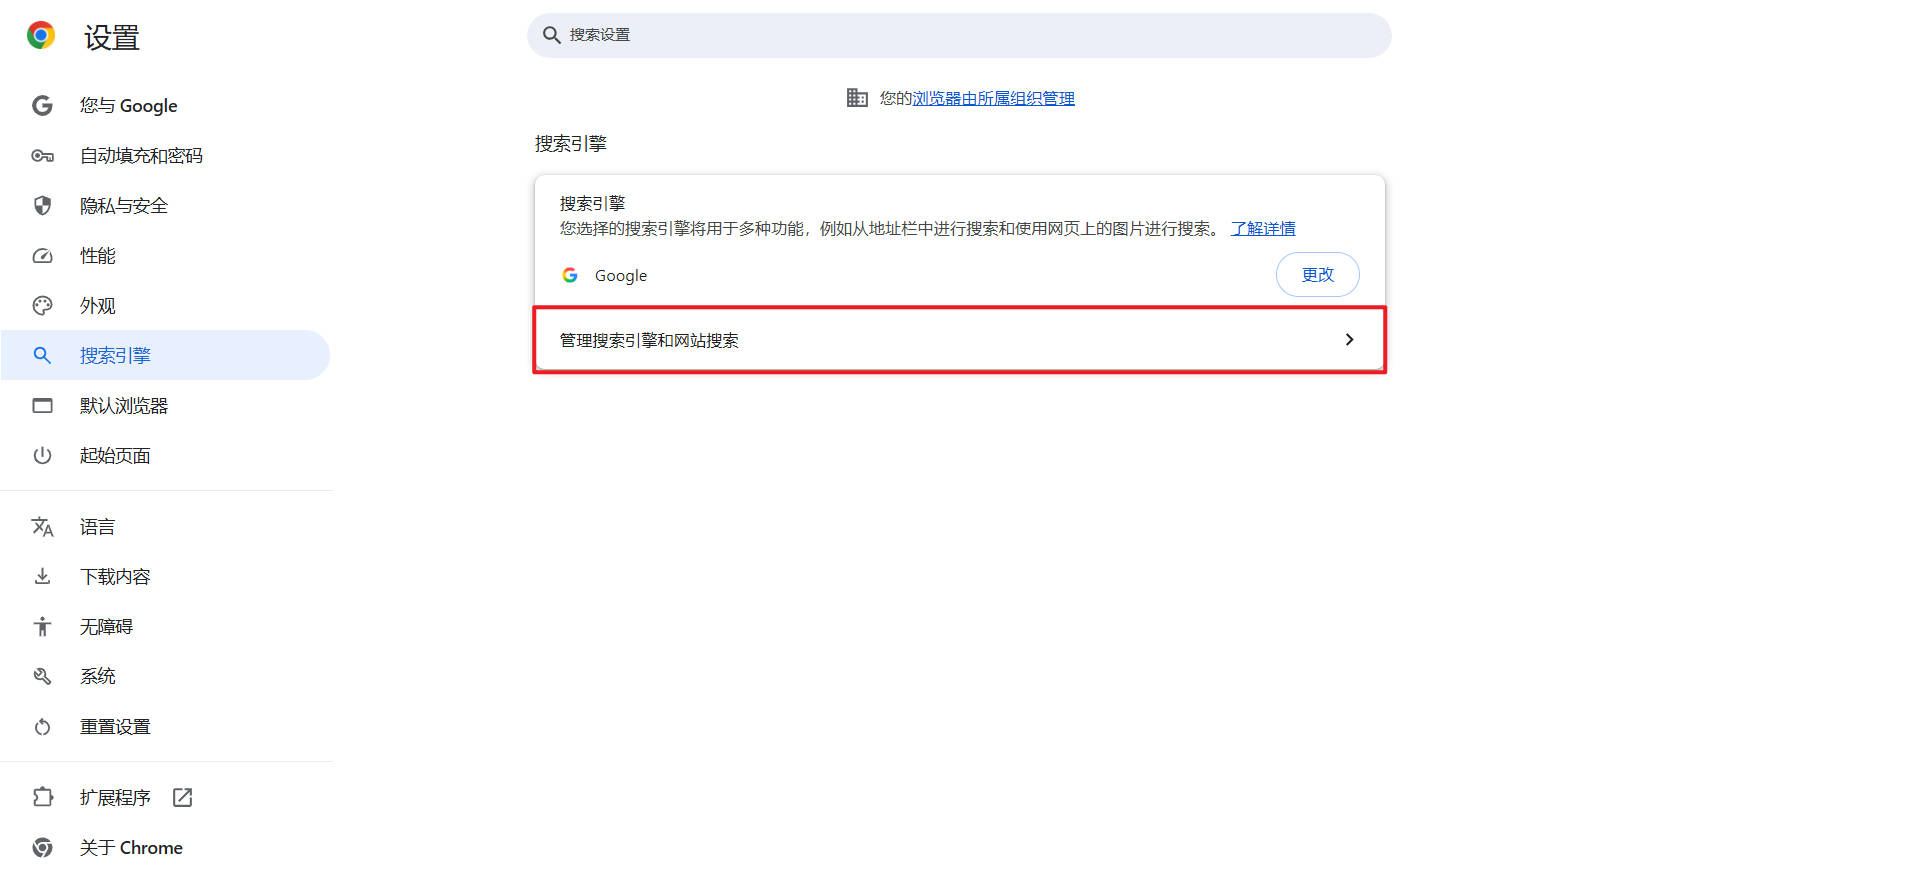 设置
搜索设置
您与 Google
自动填充和密码
隐私与安全
性能
外观
搜索引擎
默认浏览器
起始页面
语言
下载内容
无障碍
系统
重置设置
扩展程序
关于 Chrome
您的浏览器由所属组织管理
搜索引擎
搜索引擎
您选择的搜索引擎将用于多种功能，例如从地址栏中进行搜索和使用网页上的图片进行搜索。 了解详情
Google
更改
管理搜索引擎和网站搜索